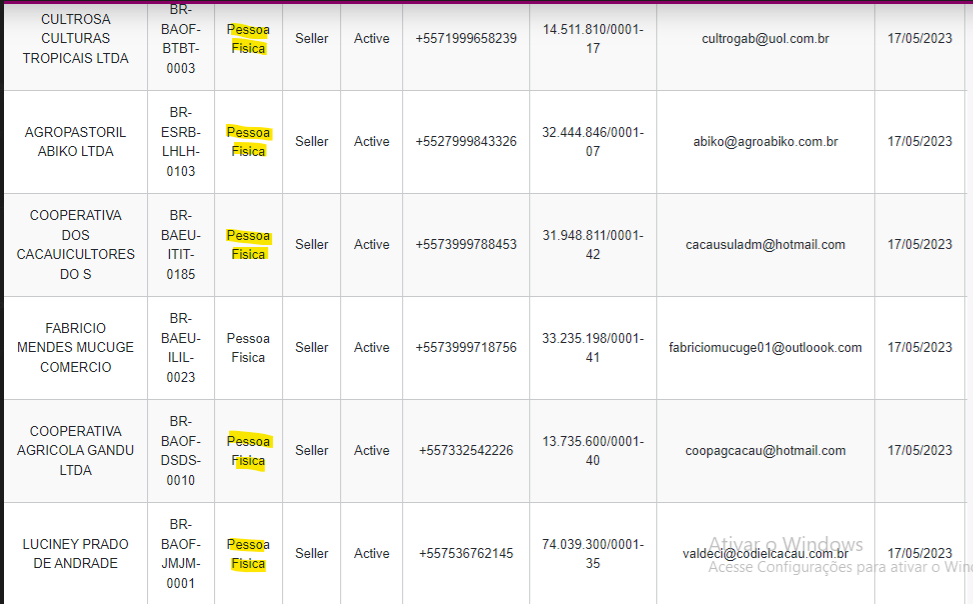 CULTROSA
CULTURAS
TROPICAIS LTDA
BR-
BAOF-
BTBT-
0003
Pessoa
Fisica
Seller
Active
+5571999658239
14.511.810/0001-
17
cultrogab@uol.com.br
17/05/2023
AGROPASTORIL
ABIKO LTDA
BR-
ESRB-
LHLH-
0103
Pessoa
Fisica
Seller
Active
+5527999843326
32.444.846/0001-
07
abiko@agroabiko.com.br
17/05/2023
COOPERATIVA
DOS
CACAUICULTORES
DO S
BR-
BAEU-
ITIT-
0185
Pessoa
Fisica
Seller
Active
+5573999788453
31.948.811/0001-
42
cacausuladm@hotmail.com
17/05/2023
FABRICIO
MENDES MUCUGE
COMERCIO
BR-
BAEU-
ILIL-
0023
Pessoa
Fisica
Seller
Active
+5573999718756
33.235.198/0001-
41
fabriciomucuge01@outloook.com
17/05/2023
COOPERATIVA
AGRICOLA GANDU
LTDA
BR-
BAOF-
DSDS-
0010
Pessoa
Fisica
Seller
Active
+557332542226
13.735.600/0001-
40
coopagcacau@hotmail.com
17/05/2023
LUCINEY PRADO
DE ANDRADE
BR-
BAOF-
JMJM-
0001
Pessoa
Fisica
Seller
Active
+557536762145
74.039.300/0001-
35
valdeci@codielcacau.com.br
17/05/2023
Ativar o Windows
Acesse Configurações para ativar o Win